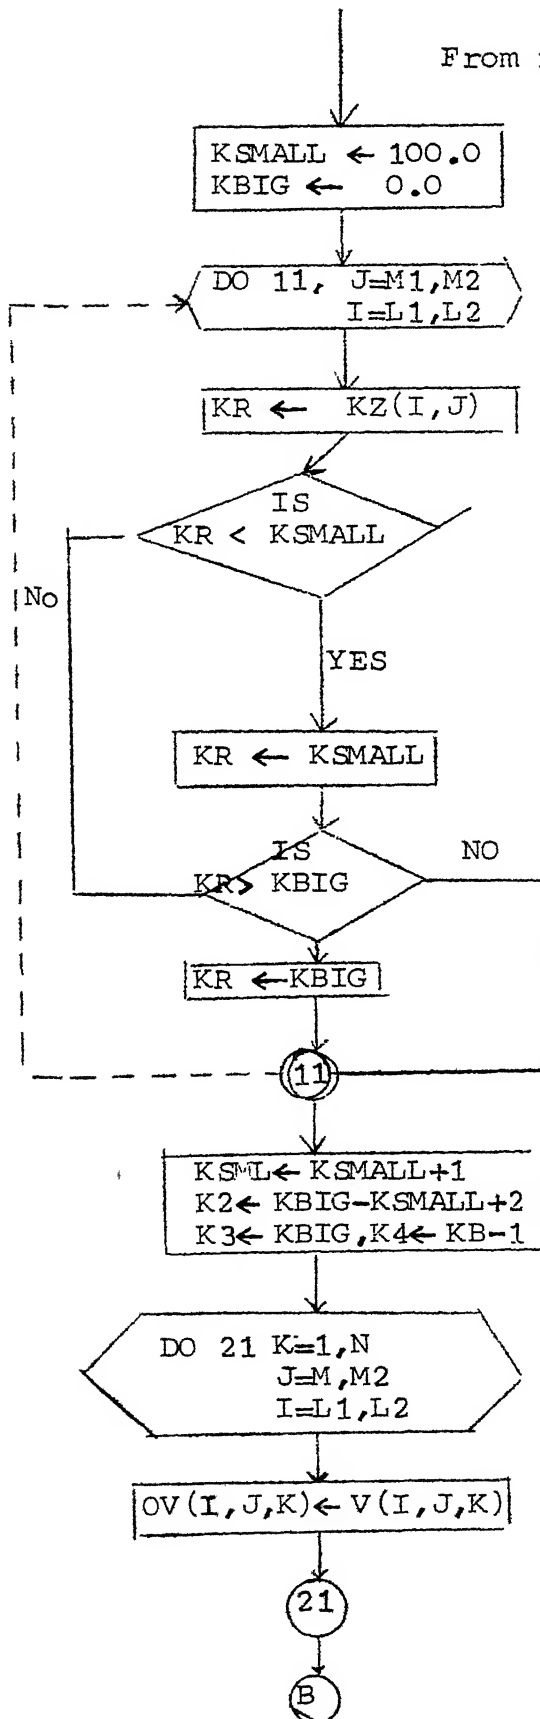 From
KSMALL ← 100.0
KBIG ← 0.0
DO 11, J=M1,M2
I=L1,L2
KR ← KZ(I,J)
IS
KR < KSMALL
No
YES
KR ← KSMALL
IS
KR> KBIG
NO
KR ←KBIG
11
KSML← KSMALL+1
K2← KBIG-KSMALL+2
K3← KBIG,K4← KB-1
DO 21 K=1,N
J=M,M2
I=L1,L2
OV(I,J,K)← V(I,J,K)
21
B